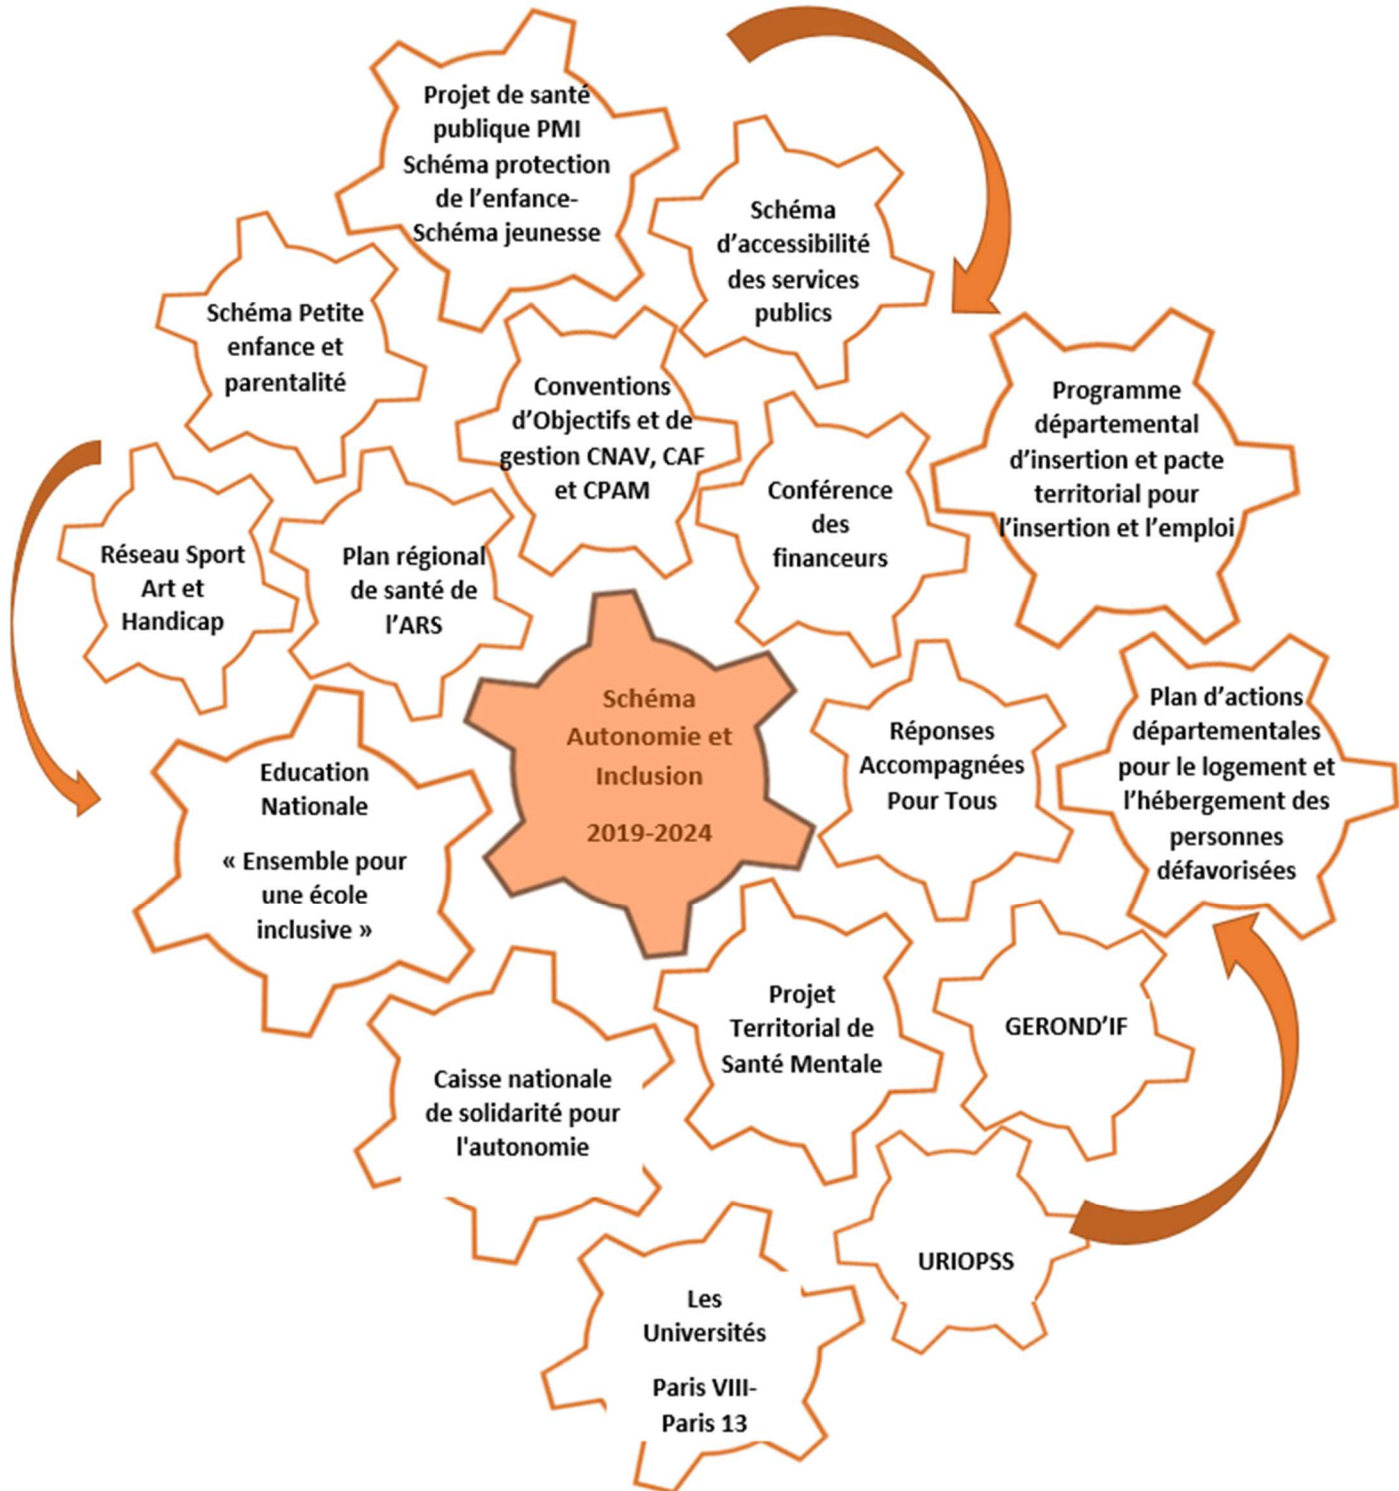 Projet de santé
publique PMI
Schéma protection
de l'enfance-
Schéma jeunesse
Schéma
d'accessibilité
des services
publics
Schéma Petite
enfance et
parentalité
Conventions
d'Objectifs et de
gestion CNAV, CAF
et CPAM
Programme
départemental
d'insertion et pacte
territorial pour
l'insertion et l'emploi
Conférence
des
financeurs
Réseau Sport
Art et
Handicap
Plan régional
de santé de
l'ARS
Schéma
Autonomie et
Inclusion
2019-2024
Réponses
Accompagnées
Pour Tous
Plan d'actions
départementales
pour le logement et
l'hébergement des
personnes
défavorisées
Education
Nationale
« Ensemble pour
une école
inclusive »
Projet
Territorial de
Santé Mentale
GEROND'IF
Caisse nationale
de solidarité pour
l'autonomie
URIOPSS
Les
Universités
Paris VIII-
Paris 13